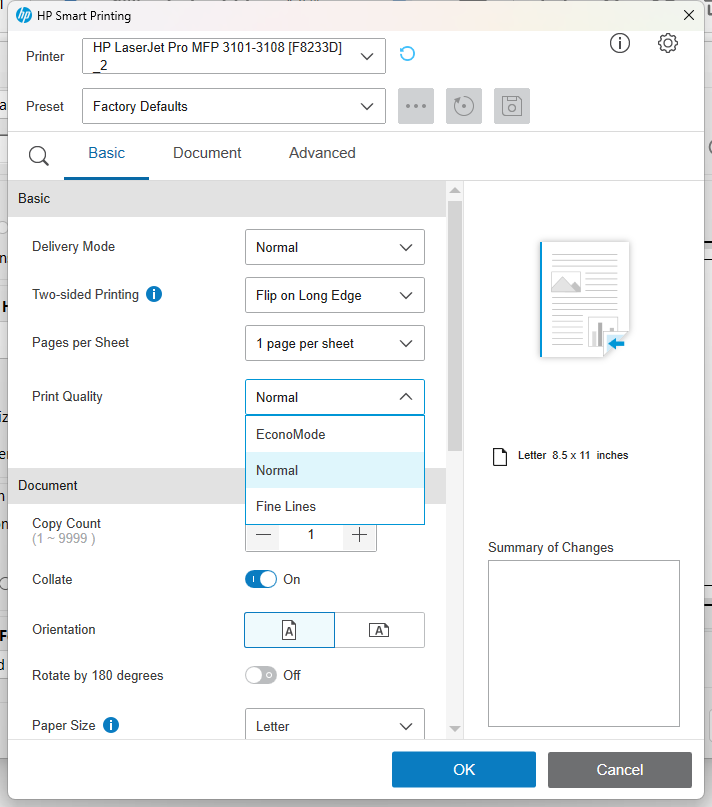 hp HP Smart Printing
Printer
HP LaserJet Pro MFP 3101-3108 [F8233D]
_2
Preset
Factory Defaults
Basic
Document
Advanced
Basic
Delivery Mode
Normal
Two-sided Printing
Flip on Long Edge
Pages per Sheet
1 page per sheet
Print Quality
Normal
EconoMode
Normal
Fine Lines
Document
Copy Count
(1 ~ 9999 )
1
Collate
On
Orientation
A
A
Rotate by 180 degrees
Off
Paper Size
Letter
Letter 8.5 x 11 inches
Summary of Changes
OK
Cancel